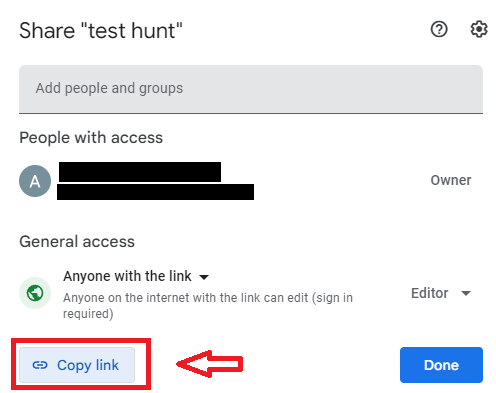 Share "test hunt"
Add people and groups
People with access
A
Owner
General access
Anyone with the link
Anyone on the internet with the link can edit (sign in
required)
Editor
Copy link
Done